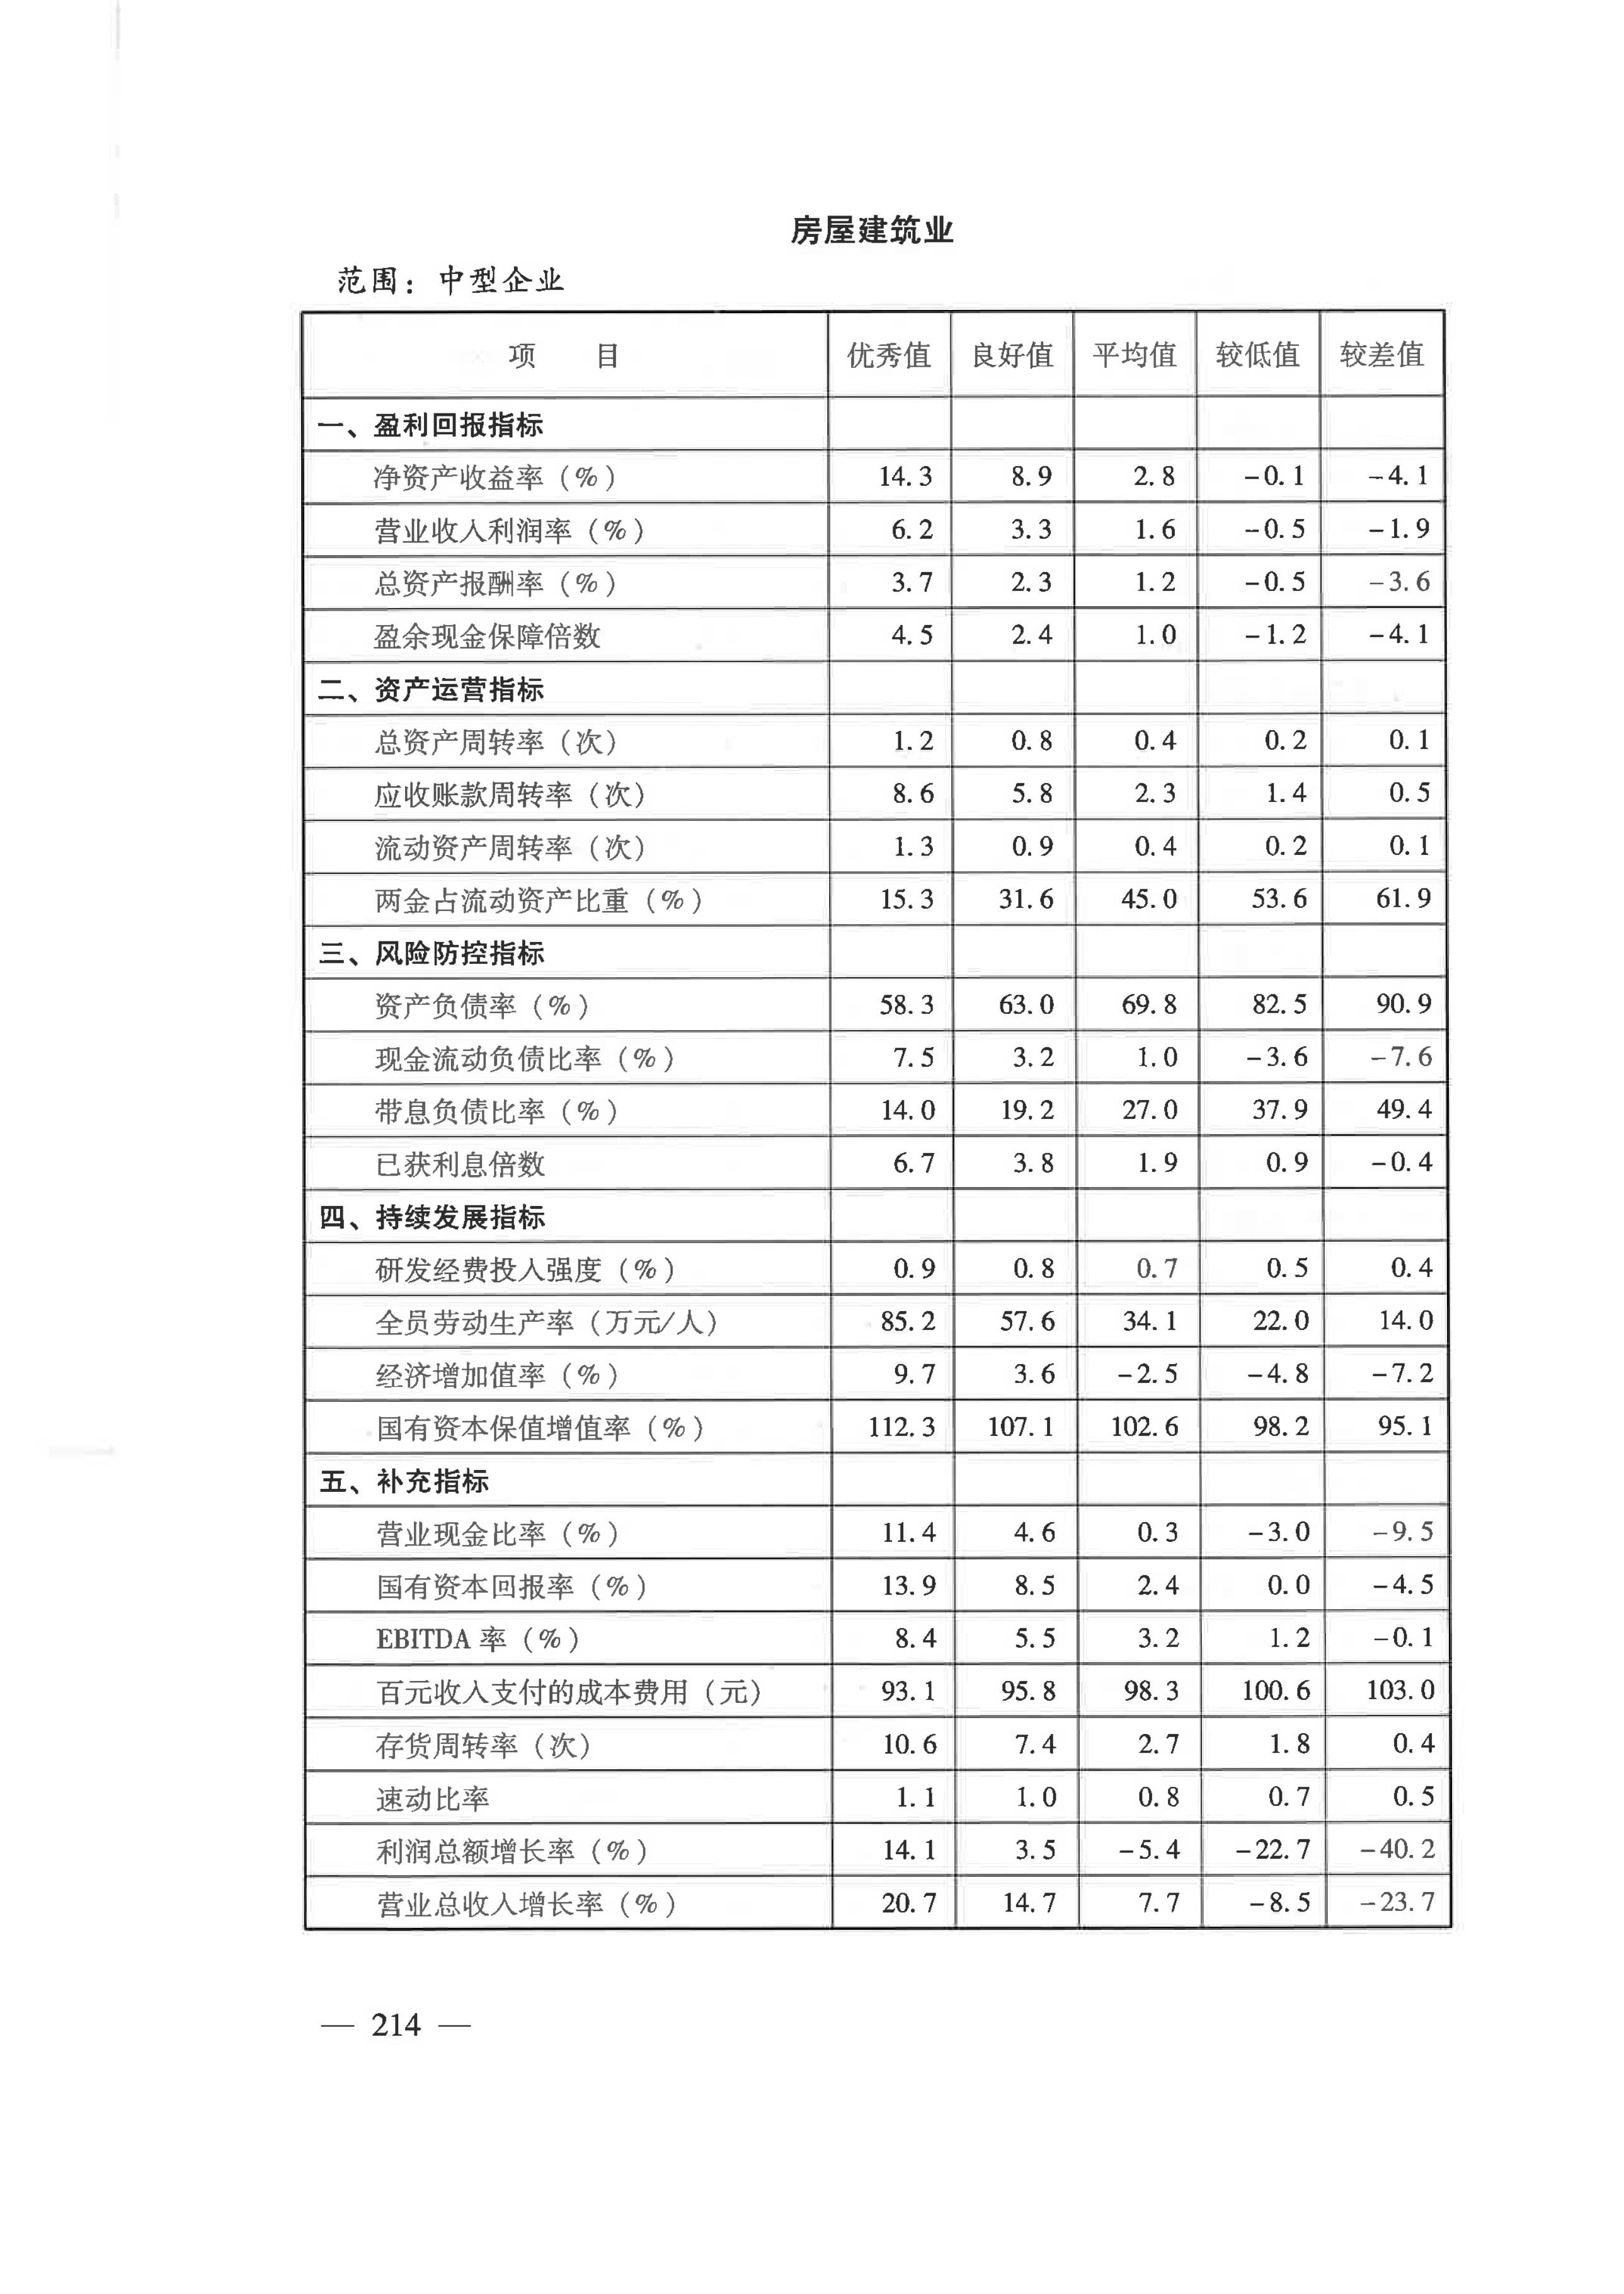 房屋建筑业
范围：中型企业
项 目 优秀值 良好值 平均值 较低值 较差值
一、盈利回报指标
净资产收益率（%） 14.3 8.9 2.8 -0.1 -4.1
营业收入利润率（%） 6.2 3.3 1.6 -0.5 -1.9
总资产报酬率（%） 3.7 2.3 1.2 -0.5 -3.6
盈余现金保障倍数 4.5 2.4 1.0 -1.2 -4.1
二、资产运营指标
总资产周转率（次） 1.2 0.8 0.4 0.2 0.1
应收账款周转率（次） 8.6 5.8 2.3 1.4 0.5
流动资产周转率（次） 1.3 0.9 0.4 0.2 0.1
两金占流动资产比重（%） 15.3 31.6 45.0 53.6 61.9
三、风险防控指标
资产负债率（%） 58.3 63.0 69.8 82.5 90.9
现金流动负债比率（%） 7.5 3.2 1.0 -3.6 -7.6
带息负债比率（%） 14.0 19.2 27.0 37.9 49.4
已获利息倍数 6.7 3.8 1.9 0.9 -0.4
四、持续发展指标
研发经费投入强度（%） 0.9 0.8 0.7 0.5 0.4
全员劳动生产率（万元/人） 85.2 57.6 34.1 22.0 14.0
经济增加值率（%） 9.7 3.6 -2.5 -4.8 -7.2
国有资本保值增值率（%） 112.3 107.1 102.6 98.2 95.1
五、补充指标
营业现金比率（%） 11.4 4.6 0.3 -3.0 -9.5
国有资本回报率（%） 13.9 8.5 2.4 0.0 -4.5
EBITDA 率（%） 8.4 5.5 3.2 1.2 -0.1
百元收入支付的成本费用（元） 93.1 95.8 98.3 100.6 103.0
存货周转率（次） 10.6 7.4 2.7 1.8 0.4
速动比率 1.1 1.0 0.8 0.7 0.5
利润总额增长率（%） 14.1 3.5 -5.4 -22.7 -40.2
营业总收入增长率（%） 20.7 14.7 7.7 -8.5 -23.7
— 214 —